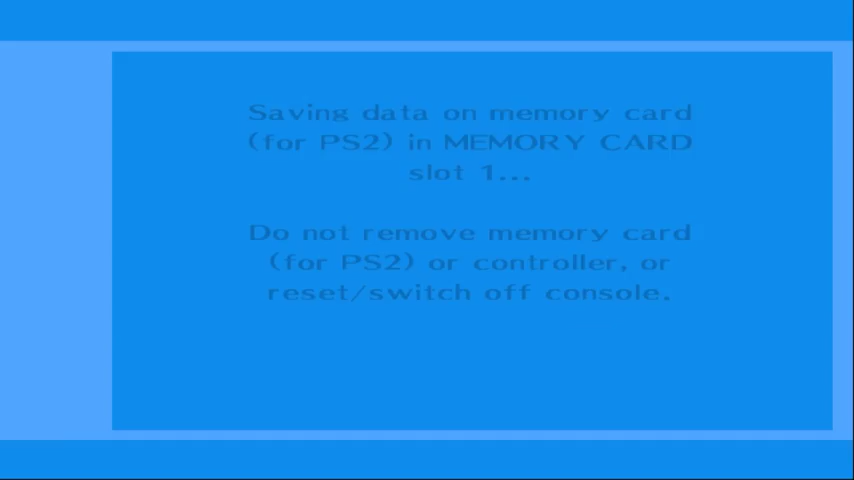 Saving data on memory card
(for PS2) in MEMORY CARD
slot 1...
Do not remove memory card
(for PS2) or controller, or
reset/switch off console.